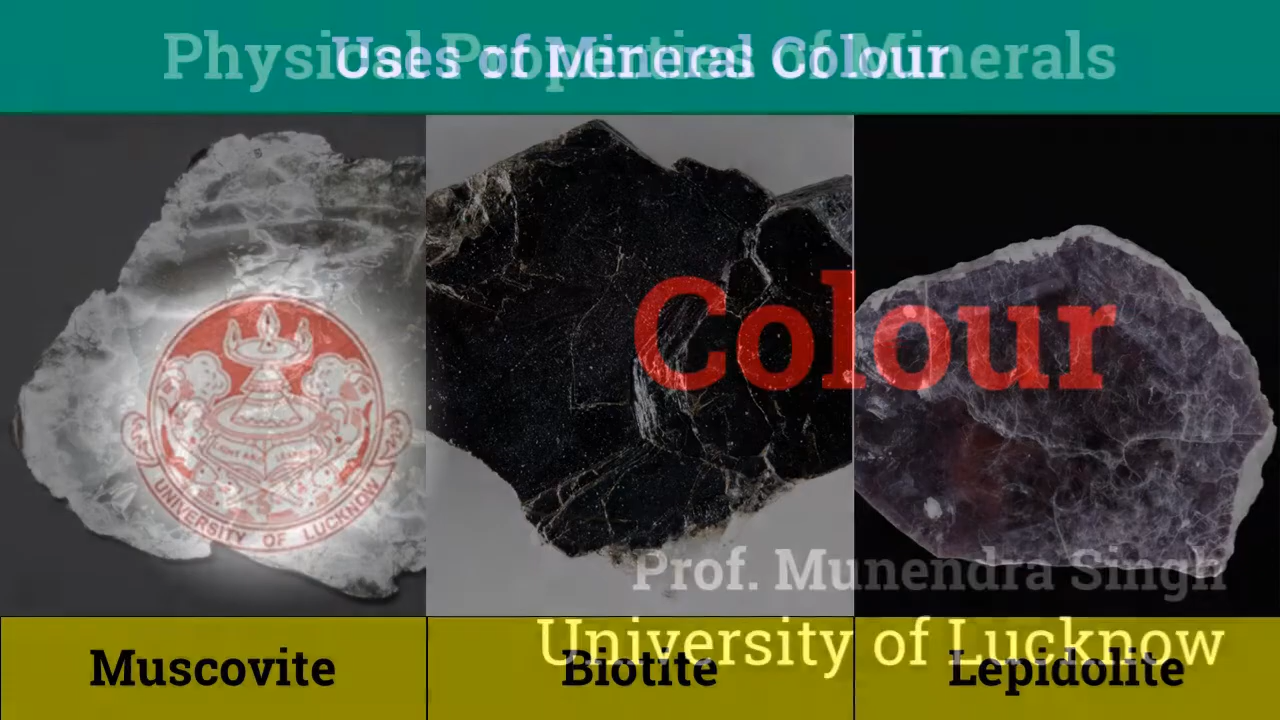 Physical Properties of Minerals
Uses of Mineral Colour
Colour
UNIVERSITY OF LUCKNOW
Prof. Munendra Singh
University of Lucknow
Muscovite
Biotite
Lepidolite